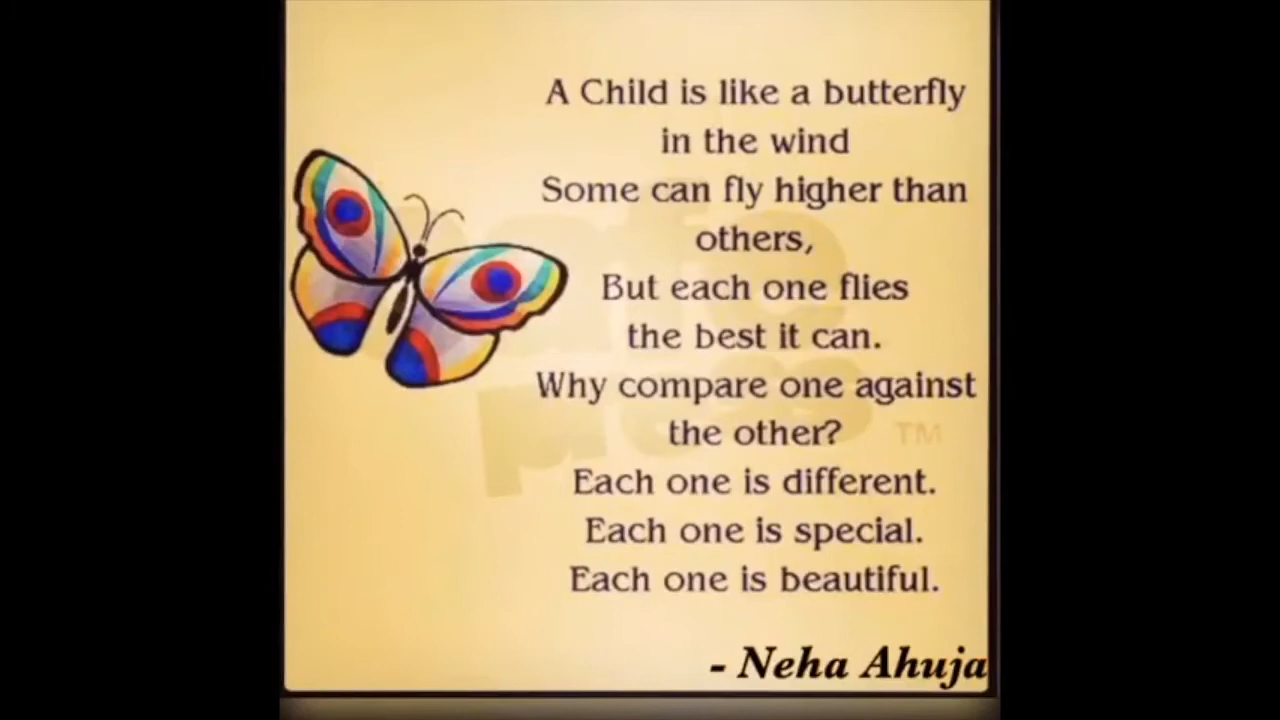 A Child is like a butterfly
in the wind
Some can fly higher than
others,
But each one flies
the best it can.
Why compare one against
the other?
Each one is different.
Each one is special.
Each one is beautiful.
TM
- Neha Ahuja